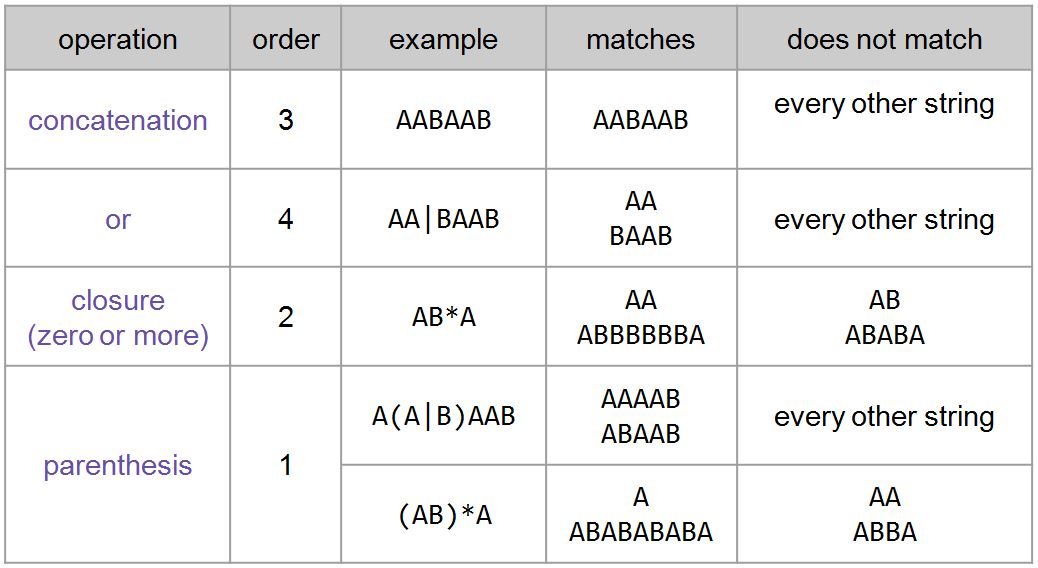 operation order example matches does not match
concatenation 3 AABAAB AABAAB every other string
or 4 AA|BAAB AA
BAAB every other string
closure
(zero or more) 2 AB*A AA
ABBBBBBA AB
ABABA
parenthesis 1 A(A|B)AAB AAAAB
ABAAB every other string
(AB)*A A
ABABABABA AA
ABBA